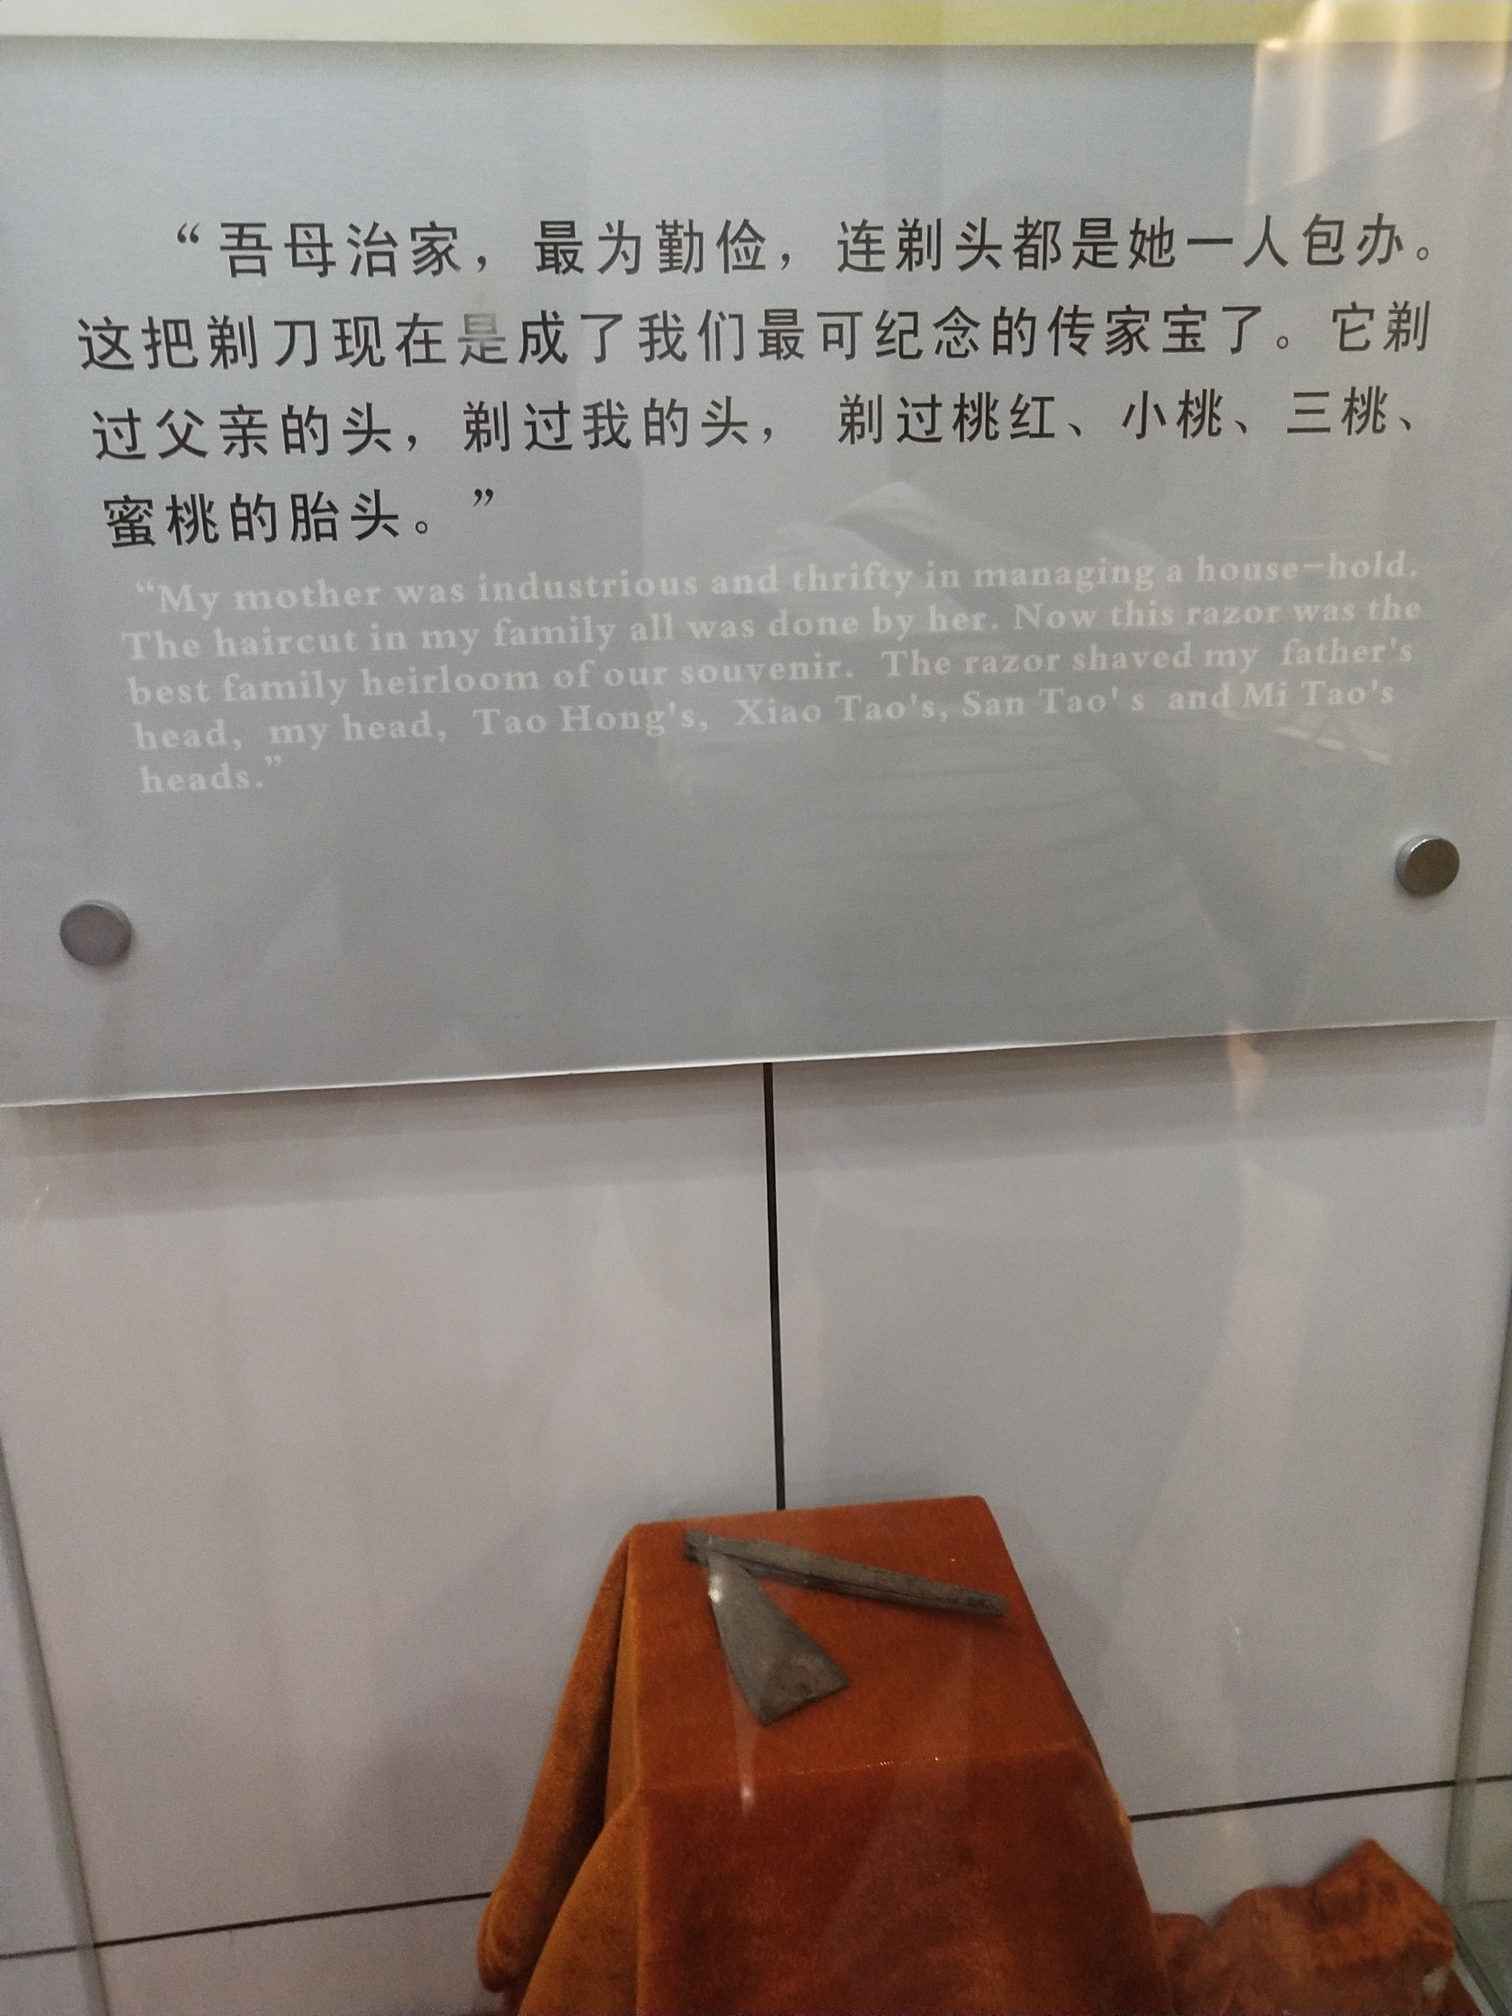 “吾母治家，最为勤俭，连剃头都是她一人包办。
这把剃刀现在是成了我们最可纪念的传家宝了。它剃
过父亲的头，剃过我的头， 剃过桃红、小桃、三桃、
蜜桃的胎头。”
“My mother was industrious and thrifty in managing a house-hold.
The haircut in my family all was done by her. Now this razor was the
best family heirloom of our souvenir. The razor shaved my father's
head, my head, Tao Hong's, Xiao Tao's, San Tao' s and Mi Tao's
heads.”